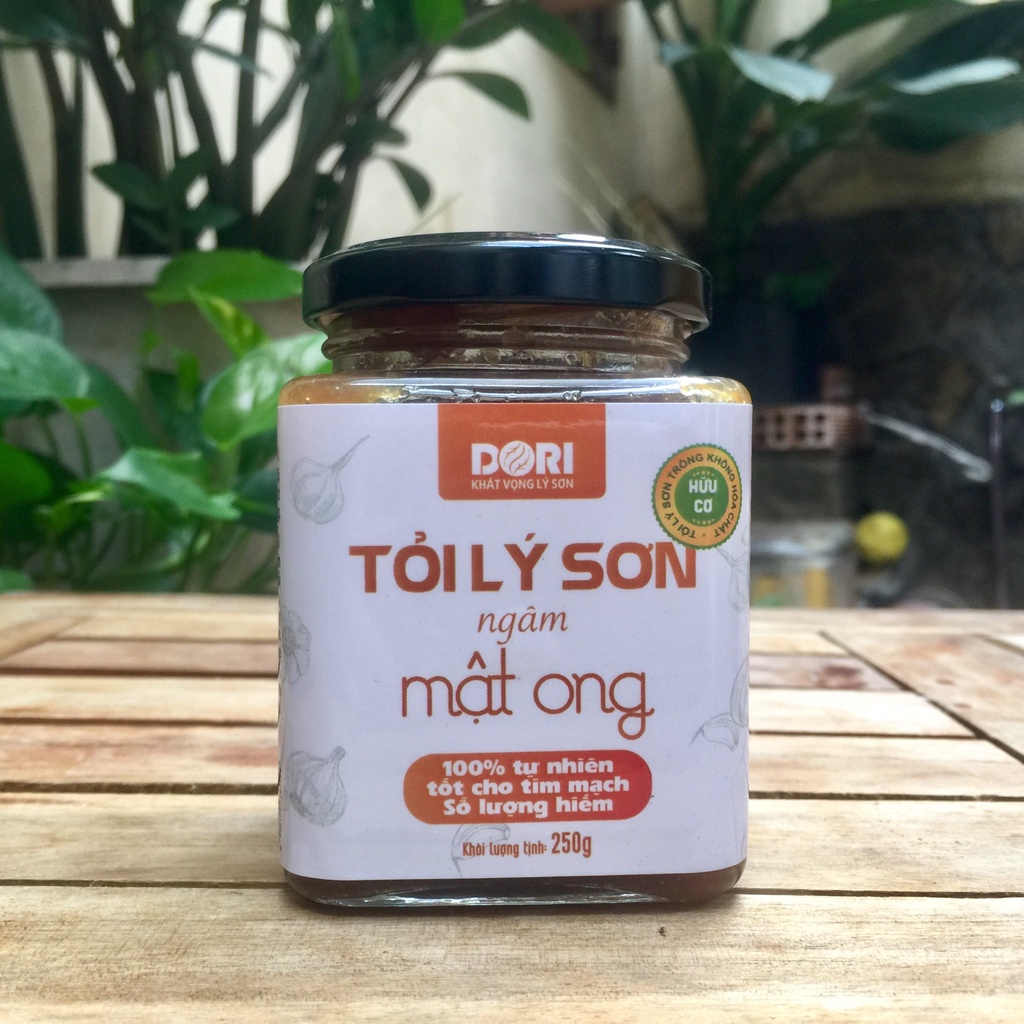 DORI
KHÁT VỌNG LÝ SƠN
TỎI LÝ SƠN TRỒNG KHÔNG HÓA CHẤT
HỮU
CƠ
TỎI LÝ SƠN
ngâm
mật ong
100% tự nhiên
tốt cho tim mạch
Số lượng hiếm
Khối lượng tịnh: 250g